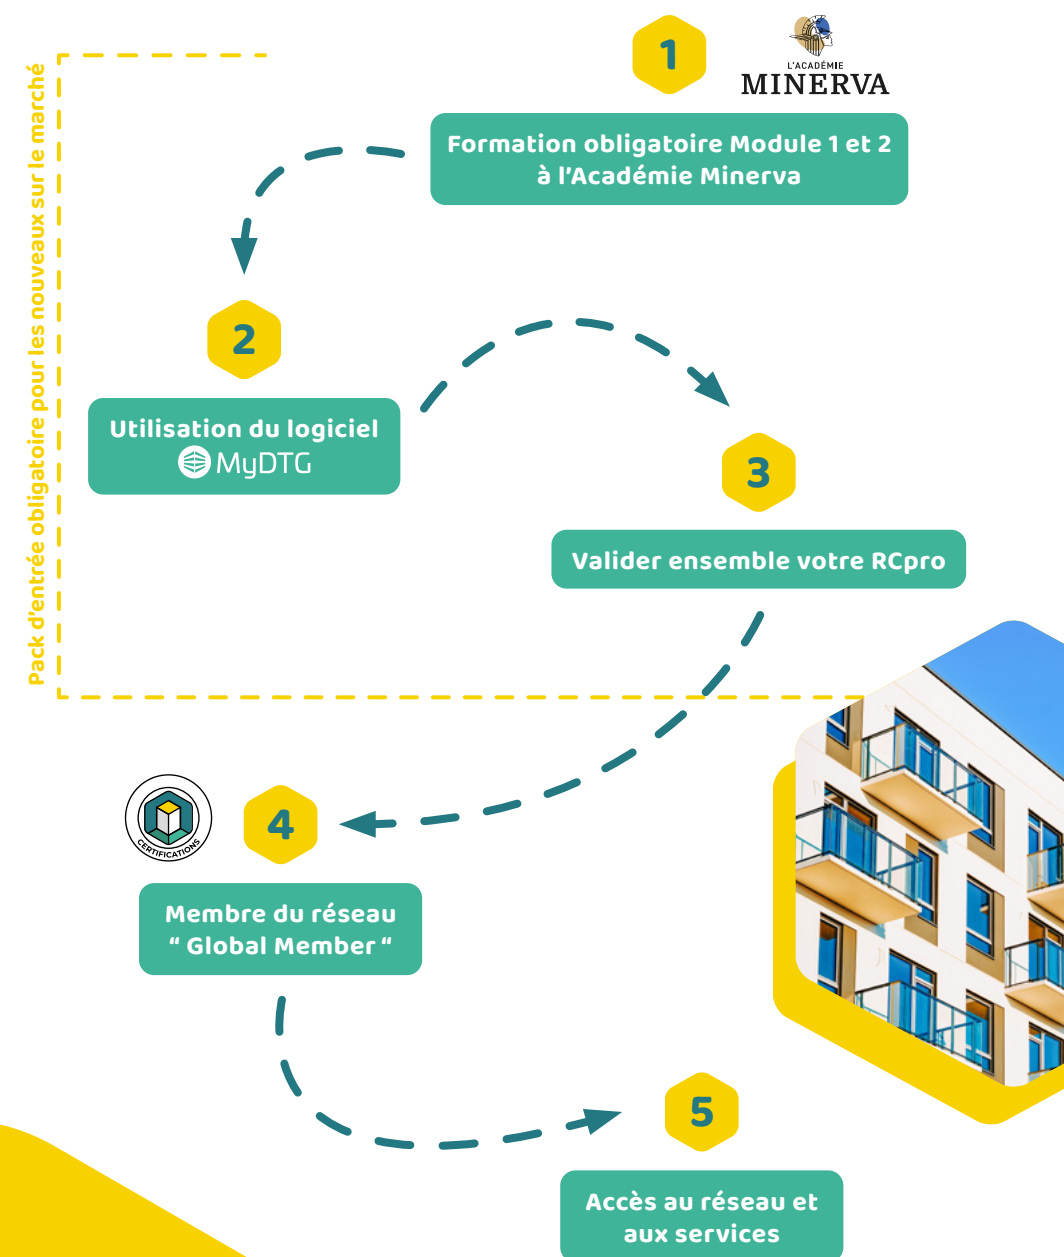 1
L'ACADÉMIE
MINERVA
Formation obligatoire Module 1 et 2
à l'Académie Minerva
Pack d'entrée obligatoire pour les nouveaux sur le marché
2
Utilisation du logiciel
MyDTG
3
Valider ensemble votre RCpro
CERTIFICATIONS
4
Membre du réseau
“ Global Member “
5
Accès au réseau et
aux services